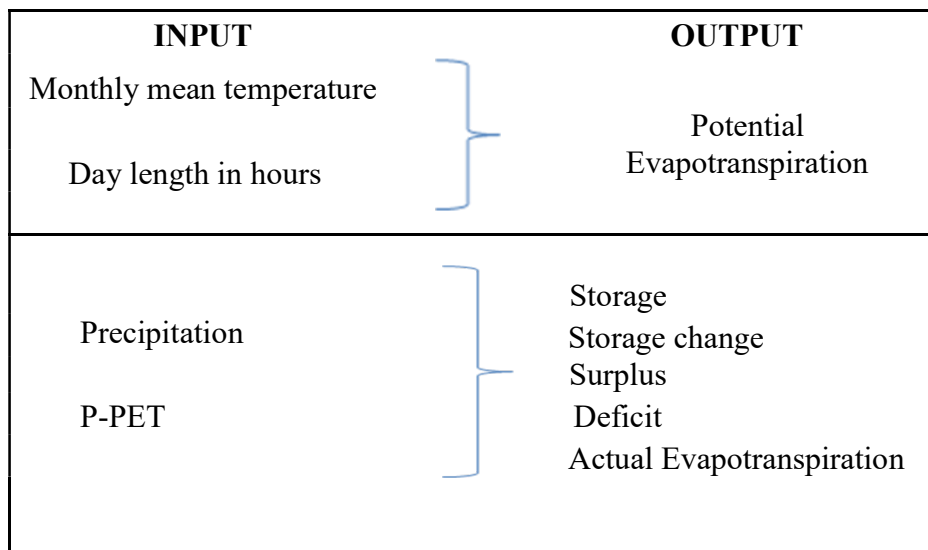 INPUT
OUTPUT
Monthly mean temperature
Day length in hours
Potential
Evapotranspiration
Precipitation
P-PET
Storage
Storage change
Surplus
Deficit
Actual Evapotranspiration